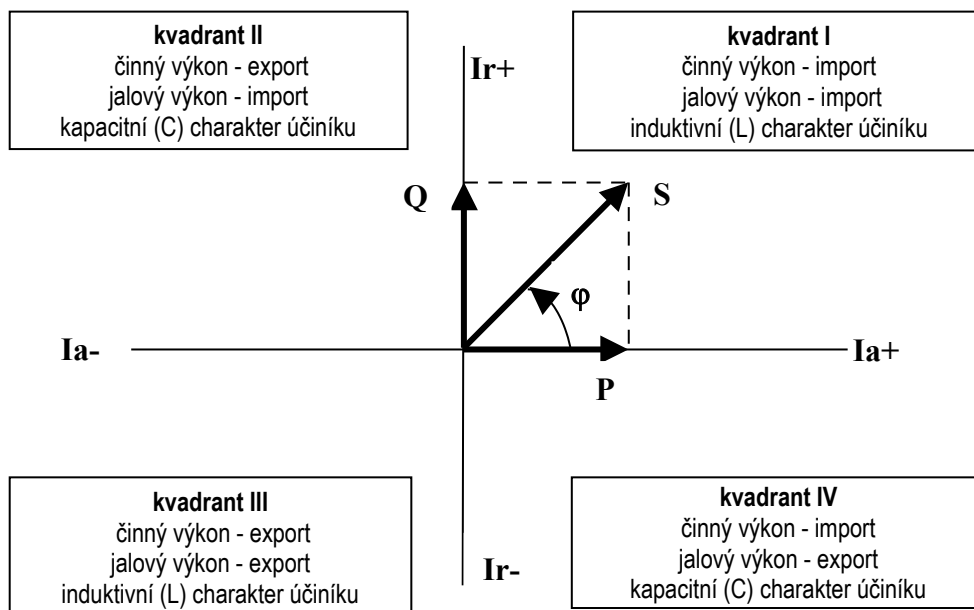 kvadrant II
činný výkon - export
jalový výkon - import
kapacitní (C) charakter účiníku
kvadrant I
činný výkon - import
jalový výkon - import
induktivní (L) charakter účiníku
Ir+
Q
S
φ
Ia-
Ia+
P
kvadrant III
činný výkon - export
jalový výkon - export
induktivní (L) charakter účiníku
kvadrant IV
činný výkon - import
jalový výkon - export
kapacitní (C) charakter účiníku
Ir-